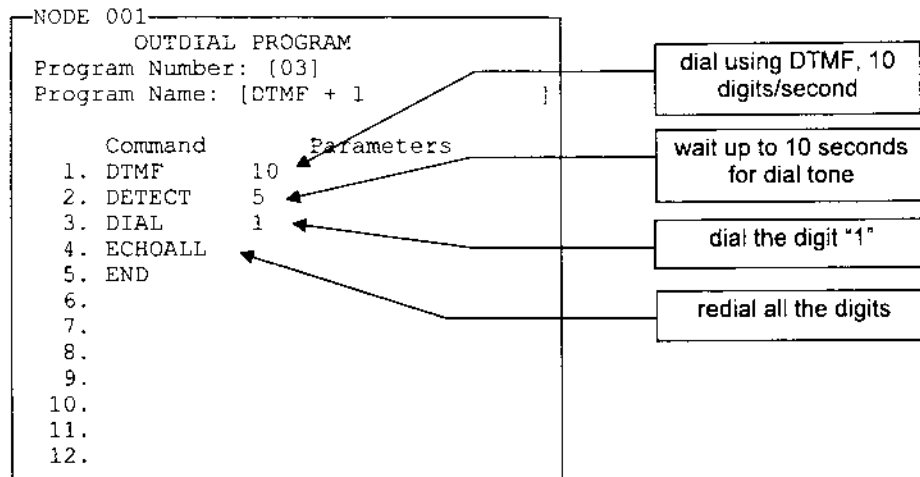 NODE 001
OUTDIAL PROGRAM
Program Number: [03]
Program Name: [DTMF + 1 ]
Command Parameters
1. DTMF 10
2. DETECT 5
3. DIAL 1
4. ECHOALL
5. END
6.
7.
8.
9.
10.
11.
12.
dial using DTMF, 10
digits/second
wait up to 10 seconds
for dial tone
dial the digit "1"
redial all the digits